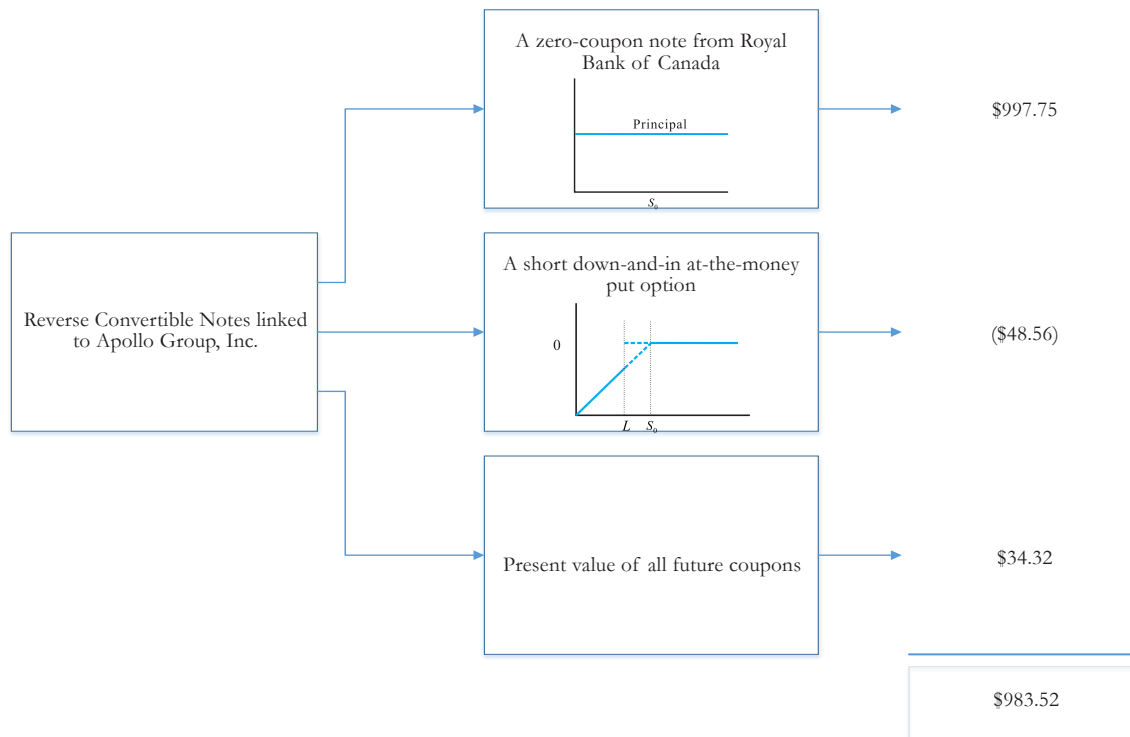 A zero-coupon note from Royal
Bank of Canada
Principal
S₀
$997.75
Reverse Convertible Notes linked
to Apollo Group, Inc.
A short down-and-in at-the-money
put option
0
L S₀
($48.56)
Present value of all future coupons
$34.32
$983.52